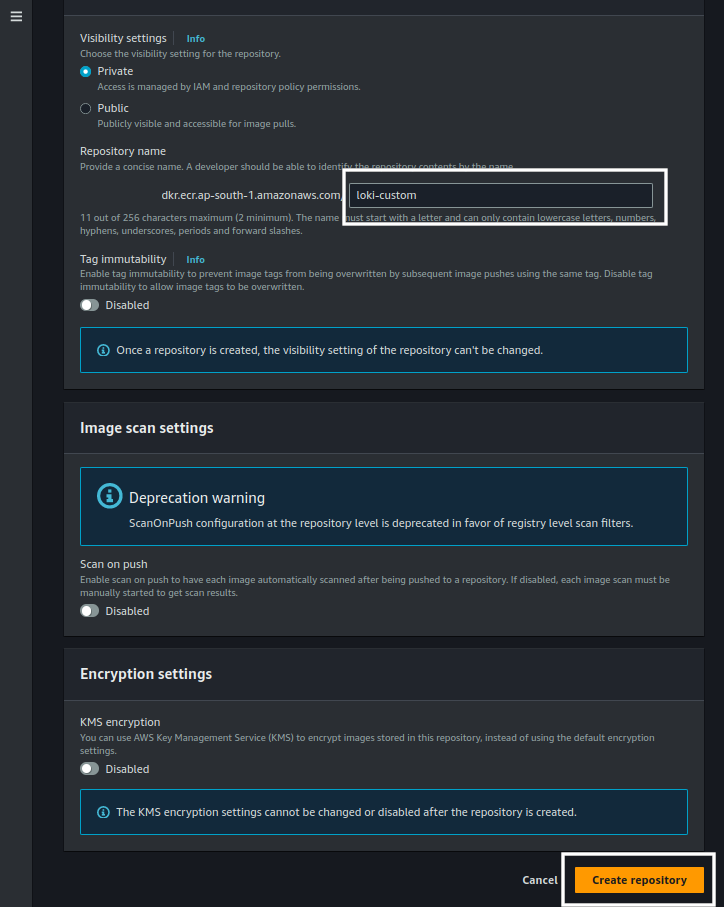 Visibility settings Info
Choose the visibility setting for the repository.
Private
Access is managed by IAM and repository policy permissions.
Public
Publicly visible and accessible for image pulls.
Repository name
Provide a concise name. A developer should be able to identify the repository contents by the name.
dkr.ecr.ap-south-1.amazonaws.com/ loki-custom
11 out of 256 characters maximum (2 minimum). The name must start with a letter and can only contain lowercase letters, numbers,
hyphens, underscores, periods and forward slashes.
Tag immutability Info
Enable tag immutability to prevent image tags from being overwritten by subsequent image pushes using the same tag. Disable tag
immutability to allow image tags to be overwritten.
Disabled
Once a repository is created, the visibility setting of the repository can't be changed.
Image scan settings
Deprecation warning
ScanOnPush configuration at the repository level is deprecated in favor of registry level scan filters.
Scan on push
Enable scan on push to have each image automatically scanned after being pushed to a repository. If disabled, each image scan must be
manually started to get scan results.
Disabled
Encryption settings
KMS encryption
You can use AWS Key Management Service (KMS) to encrypt images stored in this repository, instead of using the default encryption
settings.
Disabled
The KMS encryption settings cannot be changed or disabled after the repository is created.
Cancel Create repository